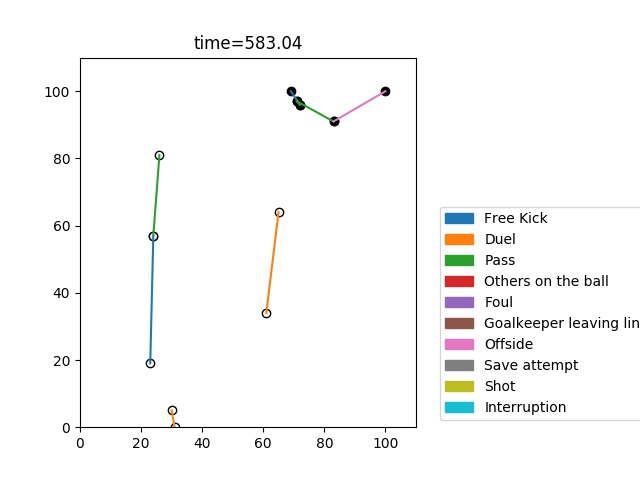 time=583.04
100
80
60
40
20
0
0 20 40 60 80 100
Free Kick
Duel
Pass
Others on the ball
Foul
Goalkeeper leaving lin
Offside
Save attempt
Shot
Interruption